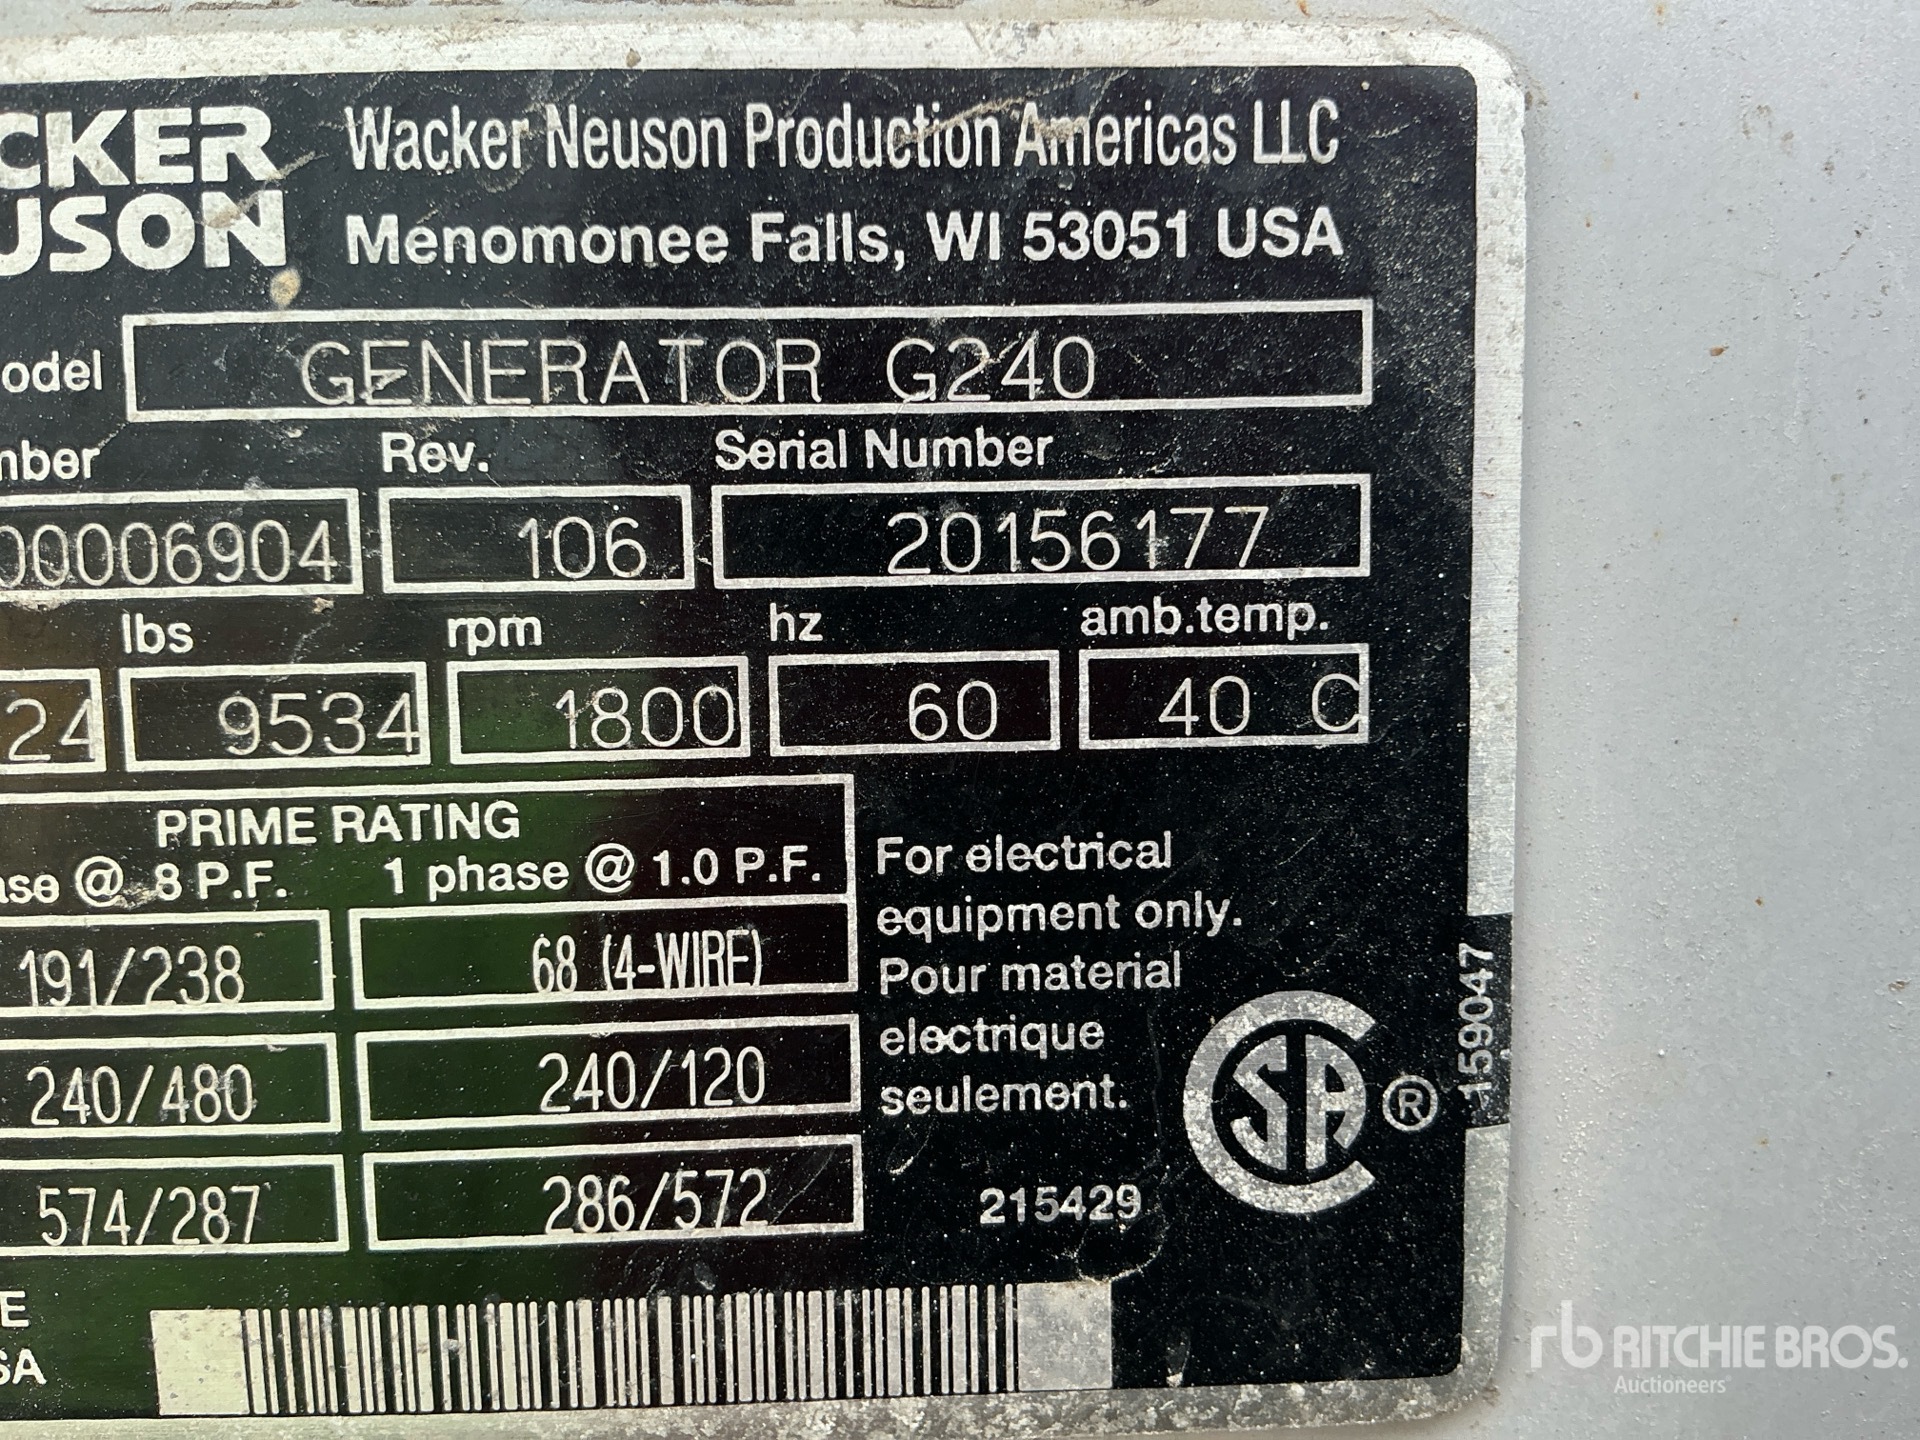 CKER
USON
Wacker Neuson Production Americas LLC
Menomonee Falls, WI 53051 USA
odel
GENERATOR G240
mber
Rev.
Serial Number
00006904
106
20156177
lbs
rpm
hz
amb.temp.
24
9534
1800
60
40 C
PRIME RATING
ase @ .8 P.F.
1 phase @ 1.0 P.F.
191/238
68 (4-WIRE)
240/480
240/120
574/287
286/572
For electrical
equipment only.
Pour material
electrique
seulement.
215429
CSA ®
159047
E
SA
rb RITCHIE BROS.
Auctioneers